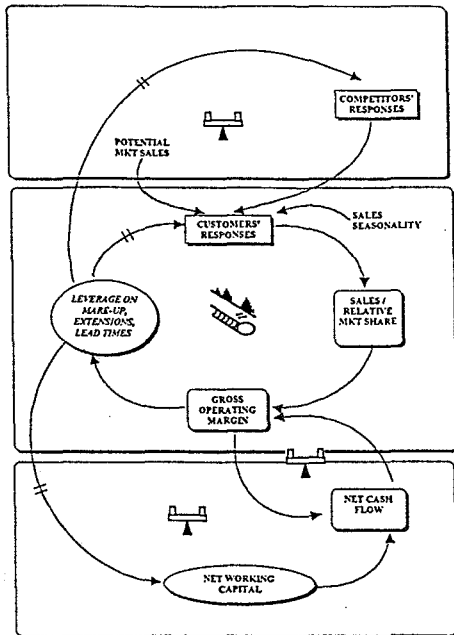 COMPETITORS'
RESPONSES
POTENTIAL
MKT SALES
CUSTOMERS'
RESPONSES
SALES
SEASONALITY
LEVERAGE ON
MAKE-UP,
EXTENSIONS,
LEAD TIMES
SALES /
RELATIVE
MKT SHARE
GROSS
OPERATING
MARGIN
NET CASH
FLOW
NET WORKING
CAPITAL